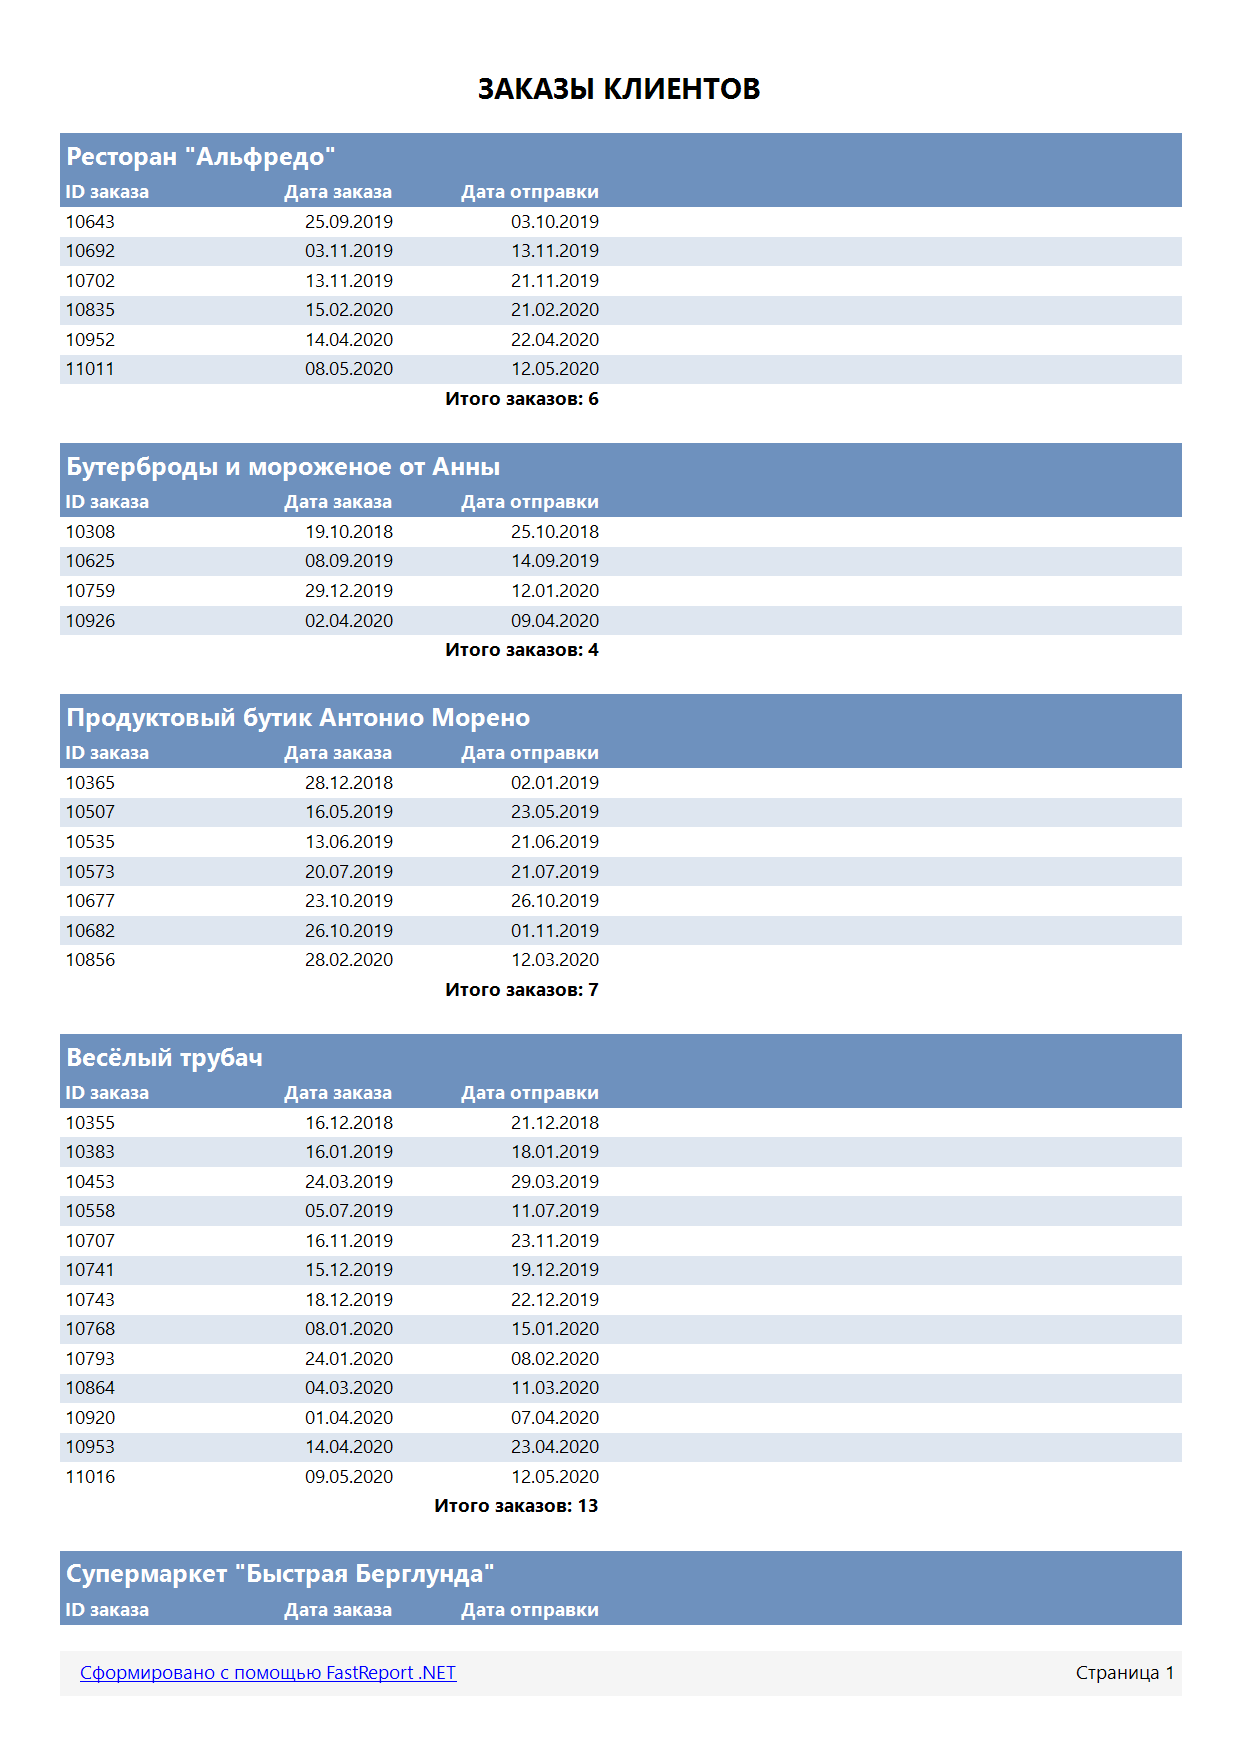 ЗАКАЗЫ КЛИЕНТОВ
Ресторан "Альфредо"
ID заказа Дата заказа Дата отправки
10643 25.09.2019 03.10.2019
10692 03.11.2019 13.11.2019
10702 13.11.2019 21.11.2019
10835 15.02.2020 21.02.2020
10952 14.04.2020 22.04.2020
11011 08.05.2020 12.05.2020
Итого заказов: 6
Бутерброды и мороженое от Анны
ID заказа Дата заказа Дата отправки
10308 19.10.2018 25.10.2018
10625 08.09.2019 14.09.2019
10759 29.12.2019 12.01.2020
10926 02.04.2020 09.04.2020
Итого заказов: 4
Продуктовый бутик Антонио Морено
ID заказа Дата заказа Дата отправки
10365 28.12.2018 02.01.2019
10507 16.05.2019 23.05.2019
10535 13.06.2019 21.06.2019
10573 20.07.2019 21.07.2019
10677 23.10.2019 26.10.2019
10682 26.10.2019 01.11.2019
10856 28.02.2020 12.03.2020
Итого заказов: 7
Весёлый трубач
ID заказа Дата заказа Дата отправки
10355 16.12.2018 21.12.2018
10383 16.01.2019 18.01.2019
10453 24.03.2019 29.03.2019
10558 05.07.2019 11.07.2019
10707 16.11.2019 23.11.2019
10741 15.12.2019 19.12.2019
10743 18.12.2019 22.12.2019
10768 08.01.2020 15.01.2020
10793 24.01.2020 08.02.2020
10864 04.03.2020 11.03.2020
10920 01.04.2020 07.04.2020
10953 14.04.2020 23.04.2020
11016 09.05.2020 12.05.2020
Итого заказов: 13
Супермаркет "Быстрая Берглунда"
ID заказа Дата заказа Дата отправки
Сформировано с помощью FastReport .NET Страница 1